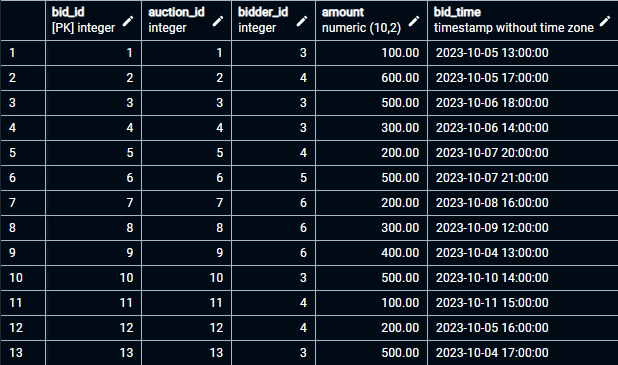 bid_id auction_id bidder_id amount bid_time
[PK] integer integer integer numeric (10,2) timestamp without time zone
1 1 1 3 100.00 2023-10-05 13:00:00
2 2 2 4 600.00 2023-10-05 17:00:00
3 3 3 3 500.00 2023-10-06 18:00:00
4 4 4 3 300.00 2023-10-06 14:00:00
5 5 5 4 200.00 2023-10-07 20:00:00
6 6 6 5 500.00 2023-10-07 21:00:00
7 7 7 6 200.00 2023-10-08 16:00:00
8 8 8 6 300.00 2023-10-09 12:00:00
9 9 9 6 400.00 2023-10-04 13:00:00
10 10 10 3 500.00 2023-10-10 14:00:00
11 11 11 4 100.00 2023-10-11 15:00:00
12 12 12 4 200.00 2023-10-05 16:00:00
13 13 13 3 500.00 2023-10-04 17:00:00